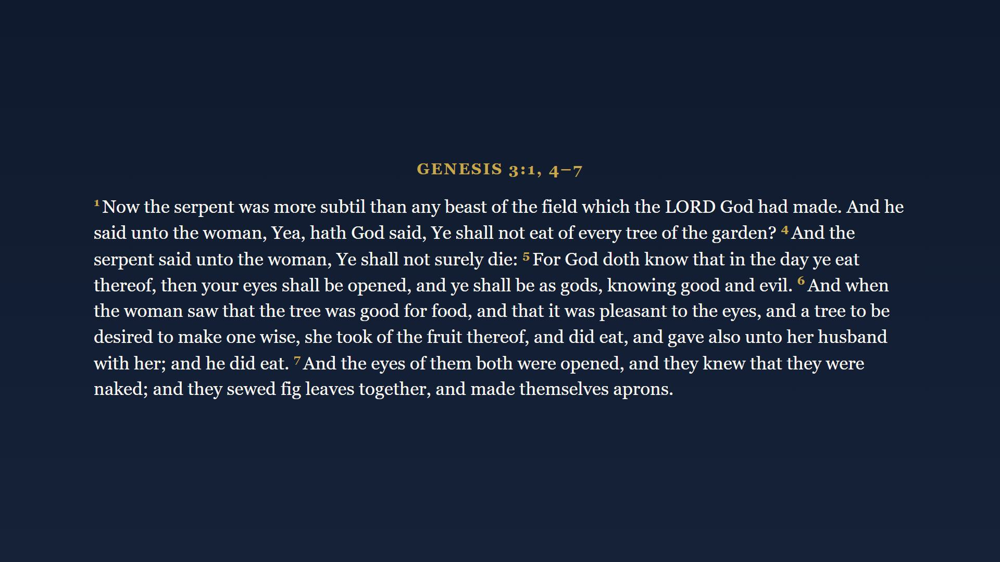 GENESIS 3:1, 4–7
1 Now the serpent was more subtil than any beast of the field which the LORD God had made. And he
said unto the woman, Yea, hath God said, Ye shall not eat of every tree of the garden? 4 And the
serpent said unto the woman, Ye shall not surely die: 5 For God doth know that in the day ye eat
thereof, then your eyes shall be opened, and ye shall be as gods, knowing good and evil. 6 And when
the woman saw that the tree was good for food, and that it was pleasant to the eyes, and a tree to be
desired to make one wise, she took of the fruit thereof, and did eat, and gave also unto her husband
with her; and he did eat. 7 And the eyes of them both were opened, and they knew that they were
naked; and they sewed fig leaves together, and made themselves aprons.